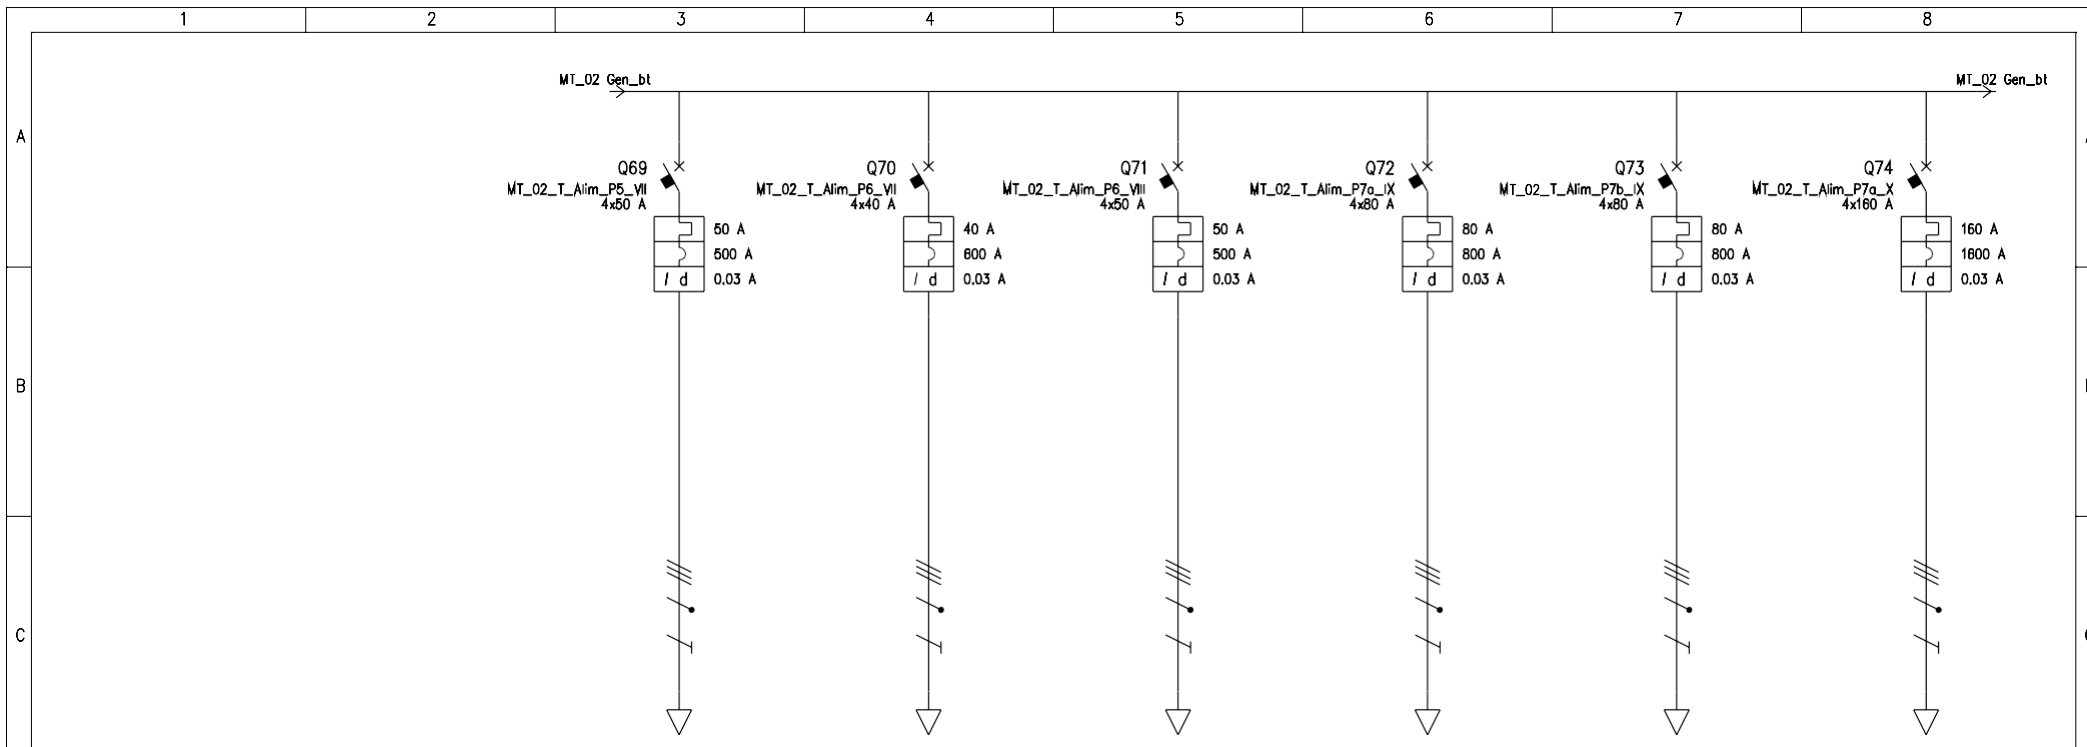 1 2 3 4 5 6 7 8
MT_02 Gen_bt MT_02 Gen_bt
A
Q69 Q70 Q71 Q72 Q73 Q74
MT_02_T_Alim_P5_VII MT_02_T_Alim_P6_VII MT_02_T_Alim_P6_VIII MT_02_T_Alim_P7a_IX MT_02_T_Alim_P7b_IX MT_02_T_Alim_P7a_X
4x50 A 4x40 A 4x50 A 4x80 A 4x80 A 4x160 A
50 A 40 A 50 A 80 A 80 A 160 A
500 A 600 A 500 A 800 A 800 A 1600 A
I d 0.03 A I d 0.03 A I d 0.03 A I d 0.03 A I d 0.03 A I d 0.03 A
B
C